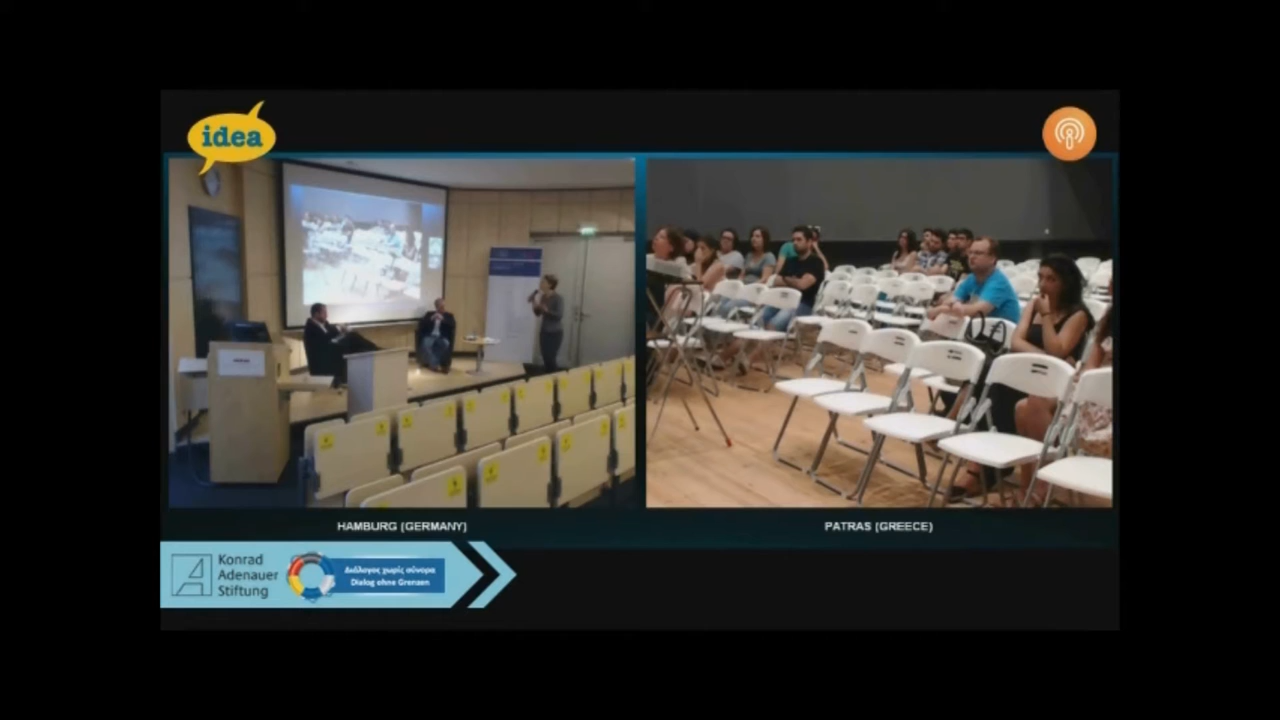 idea
HAMBURG (GERMANY)
PATRAS (GREECE)
Konrad
Adenauer
Stiftung
Διάλογος χωρίς σύνορα
Dialog ohne Grenzen